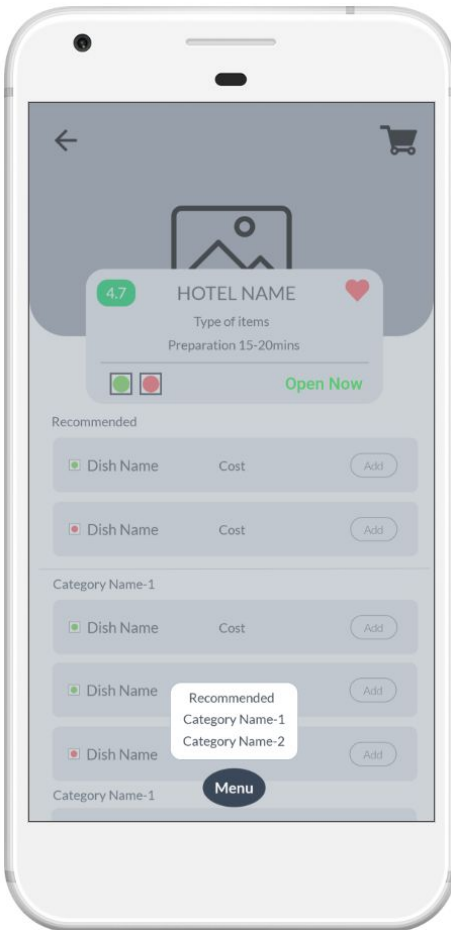 4.7 HOTEL NAME
Type of items
Preparation 15-20mins
Open Now
Recommended
Dish Name Cost Add
Dish Name Cost Add
Category Name-1
Dish Name Cost Add
Dish Name Add
Dish Name Add
Recommended
Category Name-1
Category Name-2
Category Name-1
Menu